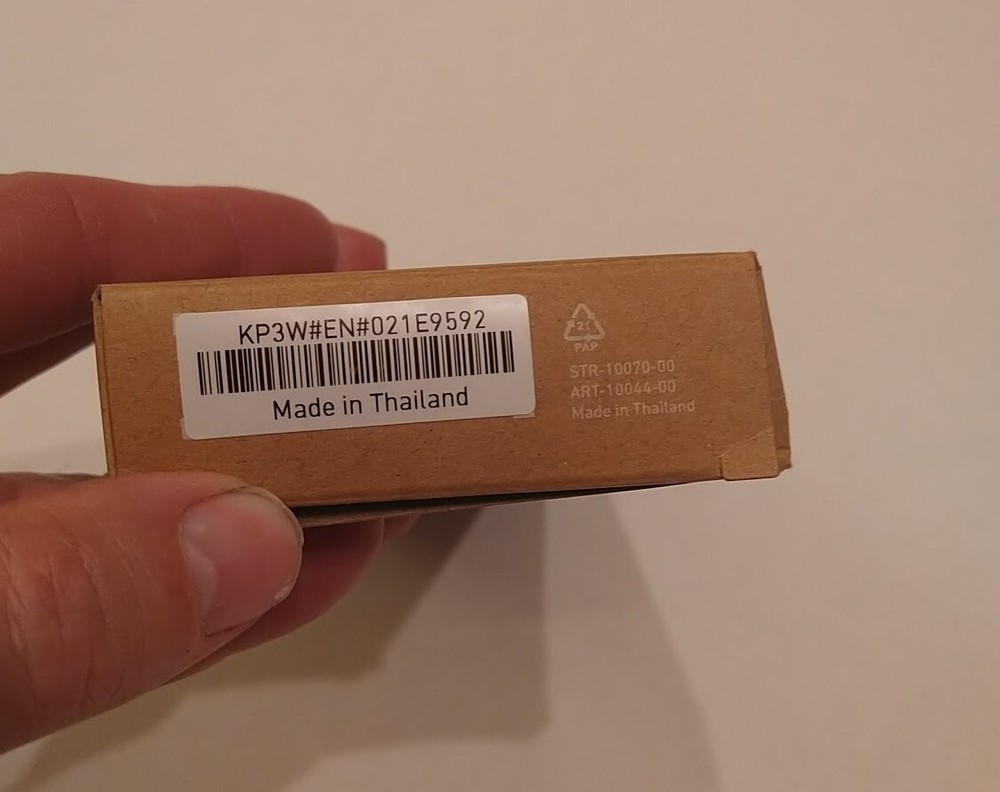 KP3W#EN#021E9592
Made in Thailand
21
PAP
STR-10070-00
ART-10044-00
Made in Thailand